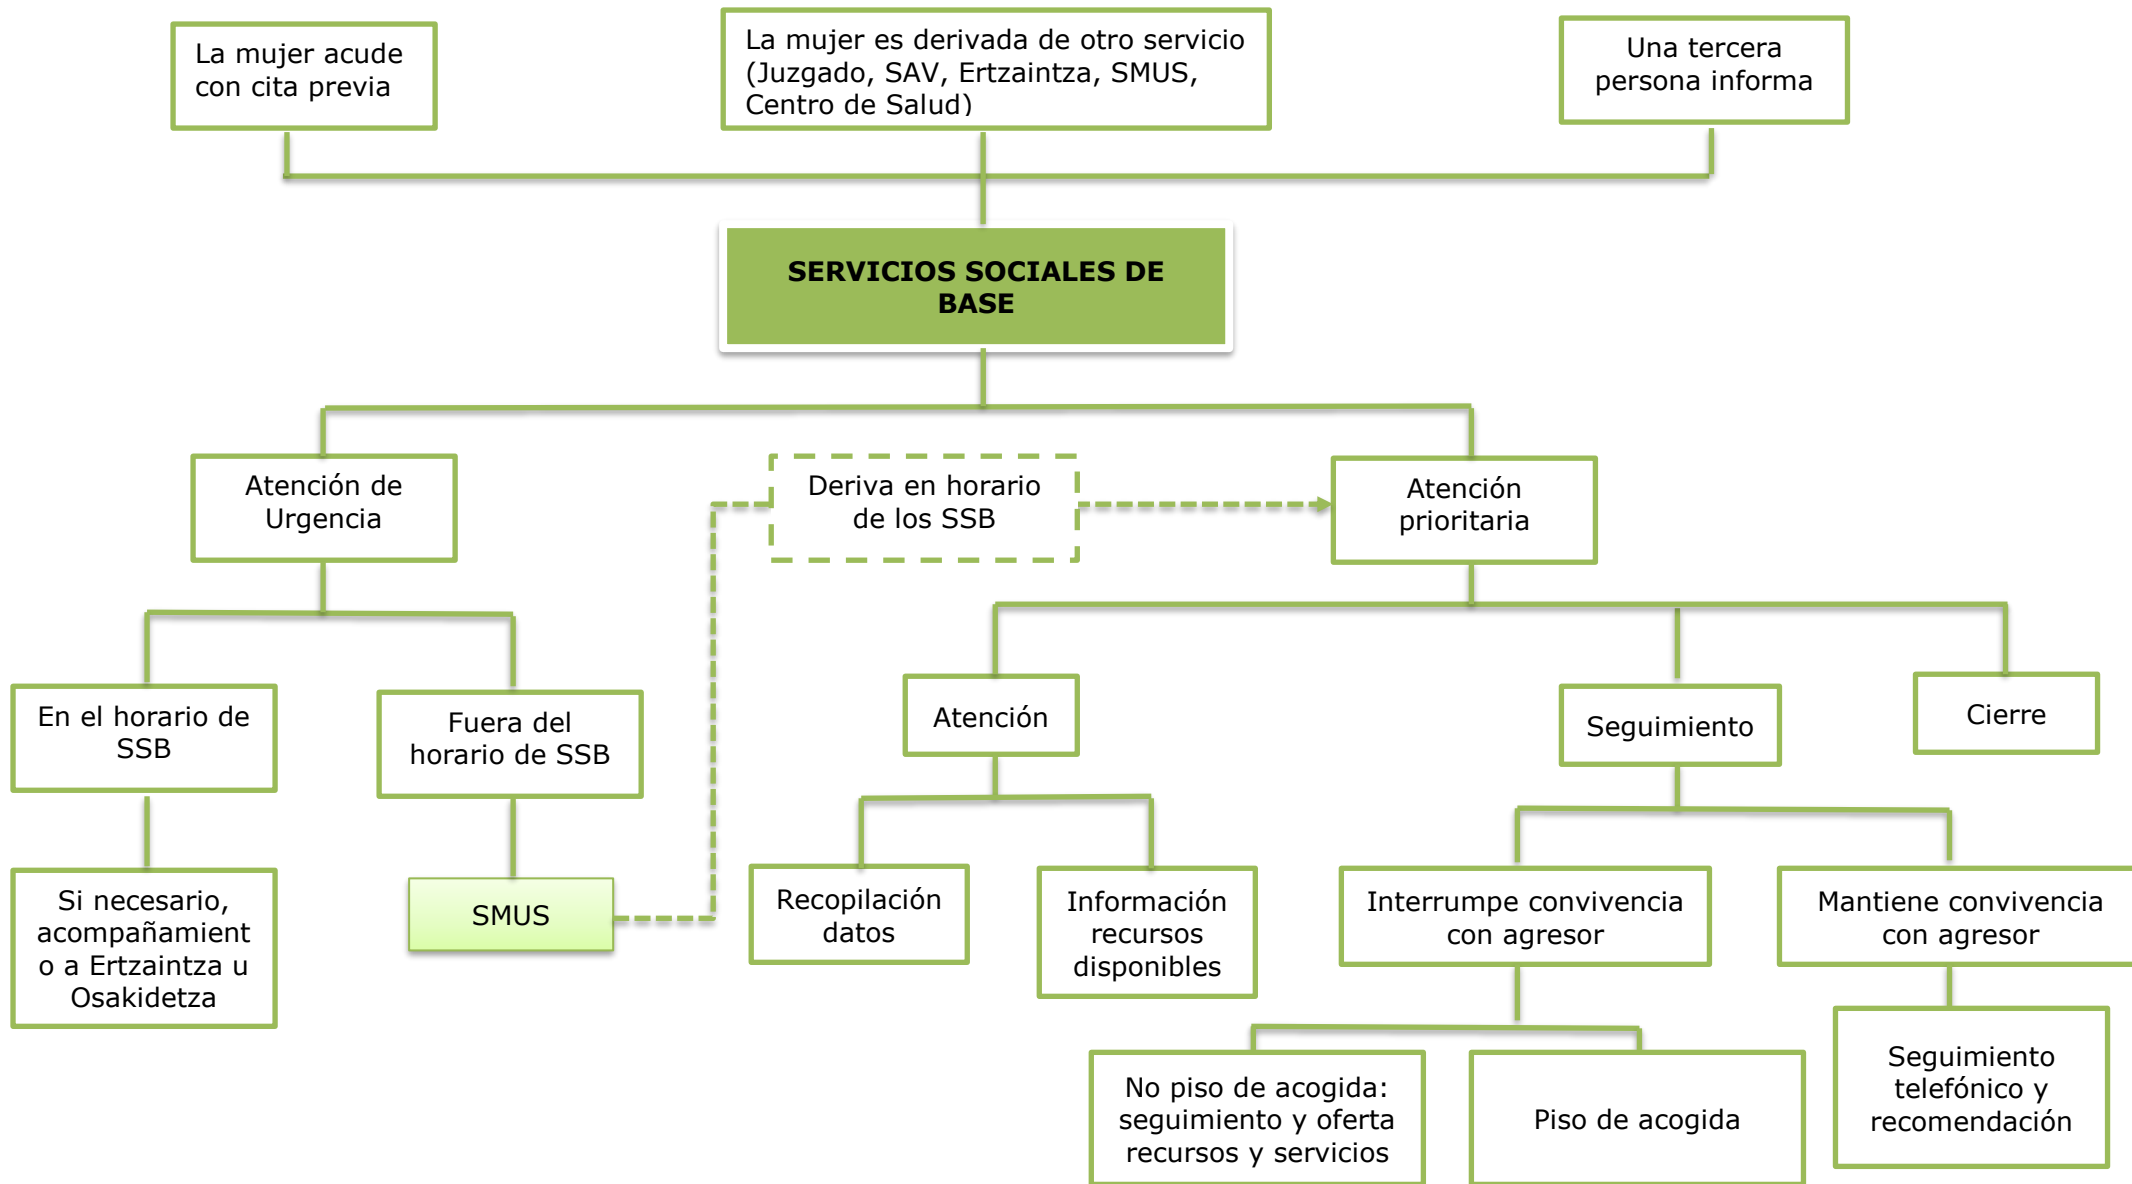 La mujer acude
con cita previa
La mujer es derivada de otro servicio
(Juzgado, SAV, Ertzaintza, SMUS,
Centro de Salud)
Una tercera
persona informa
SERVICIOS SOCIALES DE
BASE
Atención de
Urgencia
Deriva en horario
de los SSB
Atención
prioritaria
En el horario de
SSB
Fuera del
horario de SSB
Atención
Seguimiento
Cierre
Si necesario,
acompañamient
o a Ertzaintza u
Osakidetza
SMUS
Recopilación
datos
Información
recursos
disponibles
Interrumpe convivencia
con agresor
Mantiene convivencia
con agresor
No piso de acogida:
seguimiento y oferta
recursos y servicios
Piso de acogida
Seguimiento
telefónico y
recomendación